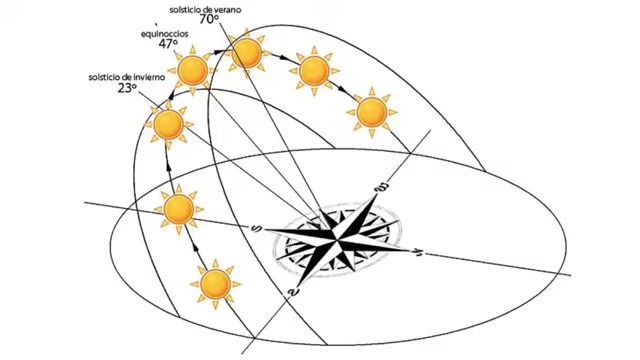 solsticio de verano
70º
equinoccios
47º
solsticio de invierno
23º
S